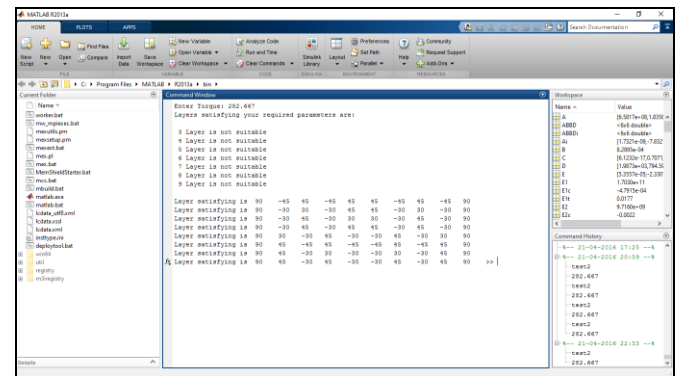 MATLAB R2013a
HOME PLOTS APPS
Search Documentation
New Script
New
Open
Find Files
Compare
Import Data
Save Workspace
New Variable
Open Variable
Clear Workspace
Analyze Code
Run and Time
Clear Commands
Simulink Library
Layout
Preferences
Set Path
Parallel
Help
Community
Request Support
Add-Ons
FILE VARIABLE CODE SIMULINK ENVIRONMENT RESOURCES
C: Program Files MATLAB R2013a bin
Current Folder
Name
worker.bat
mw_mpiexec.bat
mexutils.pm
mexsetup.pm
mexext.bat
mex.pl
mex.bat
MemShieldStarter.bat
mcc.bat
mbuild.bat
matlab.exe
matlab.bat
lcdata_utf8.xml
lcdata.xsd
lcdata.xml
insttype.ini
deploytool.bat
win64
util
registry
m3iregistry
Details
Command Window
Enter Torque: 282.667
Layers satisfying your required parameters are:
3 Layer is not suitable
4 Layer is not suitable
5 Layer is not suitable
6 Layer is not suitable
7 Layer is not suitable
8 Layer is not suitable
9 Layer is not suitable
Layer satisfying is 90 -45 45 -45 45 45 -45 45 -45 90
Layer satisfying is 90 -30 30 -45 45 45 -45 30 -30 90
Layer satisfying is 90 -30 45 -30 30 30 -30 45 -30 90
Layer satisfying is 90 -30 45 -30 45 45 -30 45 -30 90
Layer satisfying is 90 30 -30 45 -30 -30 45 -30 30 90
Layer satisfying is 90 45 -45 45 -45 -45 45 -45 45 90
Layer satisfying is 90 45 -30 30 -30 -30 30 -30 45 90
Layer satisfying is 90 45 -30 45 -30 -30 45 -30 45 90 >>
Workspace
Name Value
A
ABBD <6x6 double>
ABBDi <6x6 double>
Ai
B 8.2895e-04
C
D
E
E1 1.7030e+11
E1c -4.7915e-04
E1t 0.0177
E2 9.7160e+09
E2c -0.0022
Command History
%-- 21-04-2016 17:25 --%
%-- 21-04-2016 20:59 --%
test2
282.667
test2
282.667
test2
282.667
test2
282.667
%-- 21-04-2016 22:53 --%
test2
282.667